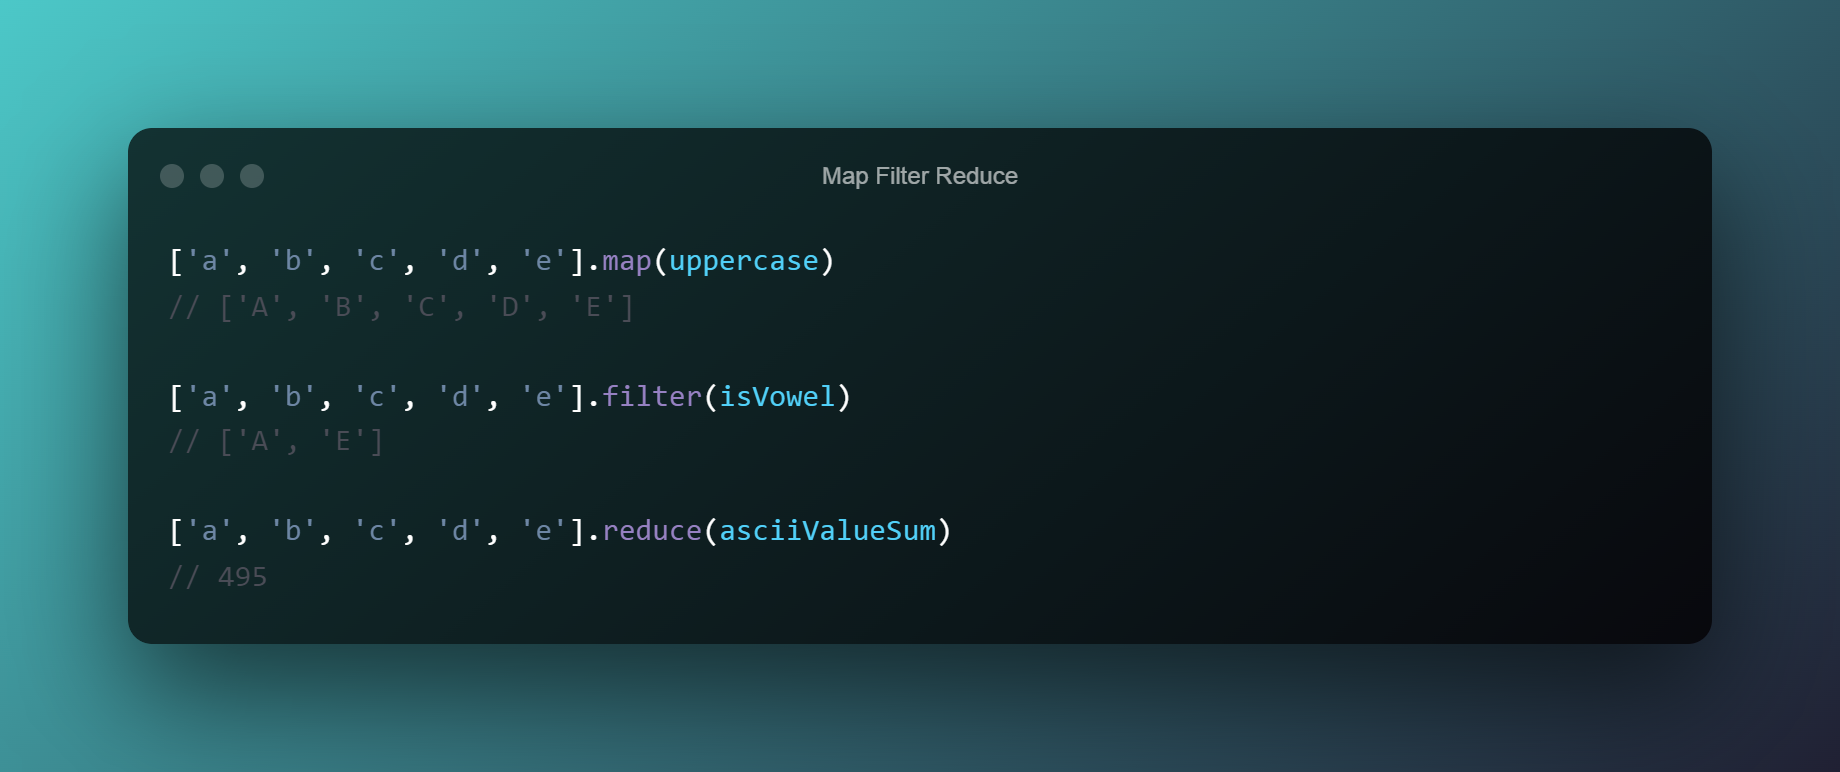 Map Filter Reduce
['a', 'b', 'c', 'd', 'e'].map(uppercase)
// ['A', 'B', 'C', 'D', 'E']
['a', 'b', 'c', 'd', 'e'].filter(isVowel)
// ['A', 'E']
['a', 'b', 'c', 'd', 'e'].reduce(asciiValueSum)
// 495